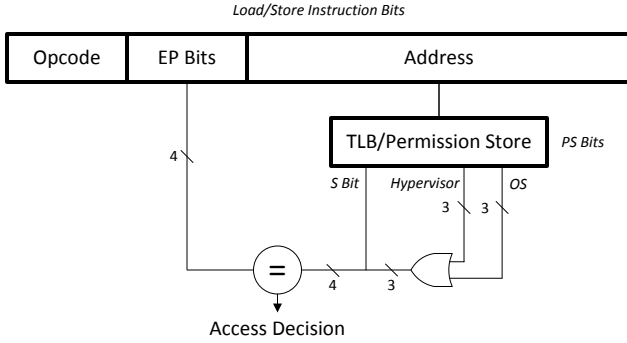 Load/Store Instruction Bits
Opcode EP Bits Address
TLB/Permission Store PS Bits
S Bit Hypervisor OS
4
3 3
=
4 3
Access Decision